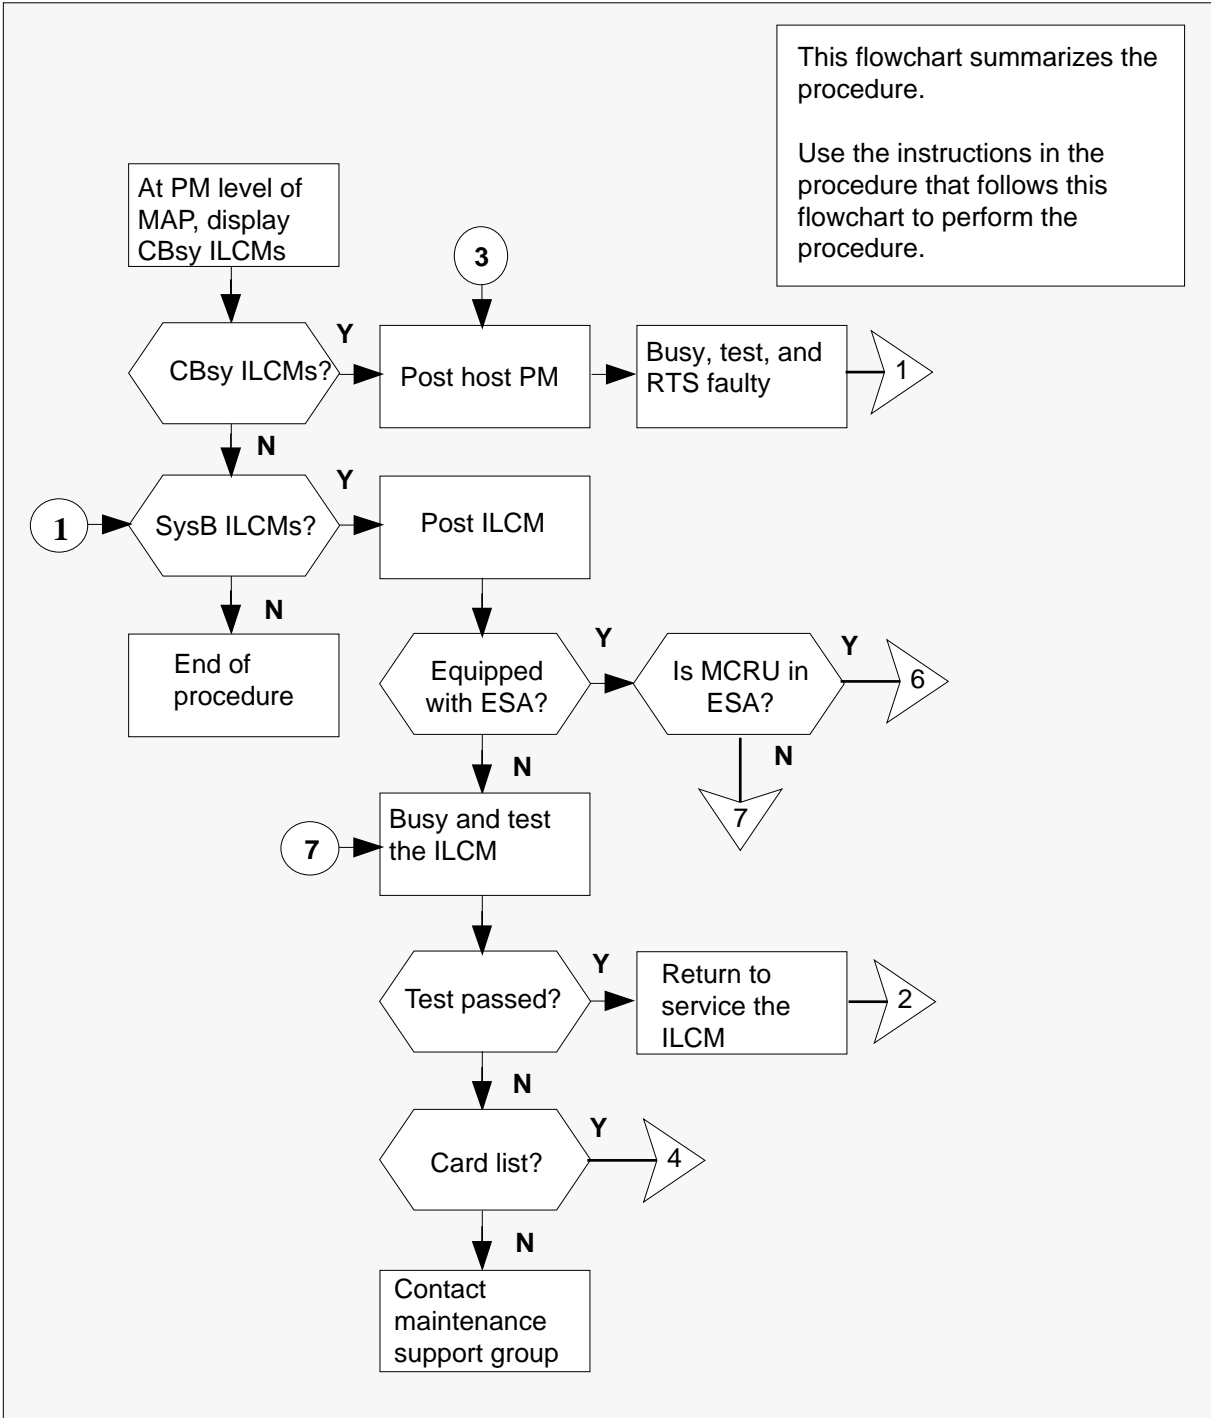 This flowchart summarizes the
procedure.
Use the instructions in the
procedure that follows this
flowchart to perform the
procedure.
At PM level of
MAP, display
CBsy ILCMs
3
CBsy ILCMs?
Y
Post host PM
Busy, test, and
RTS faulty
1
N
1
SysB ILCMs?
Y
Post ILCM
N
End of
procedure
Equipped
with ESA?
Y
Is MCRU in
ESA?
Y
6
N
N
7
7
Busy and test
the ILCM
Test passed?
Y
Return to
service the
ILCM
2
N
Card list?
Y
4
N
Contact
maintenance
support group